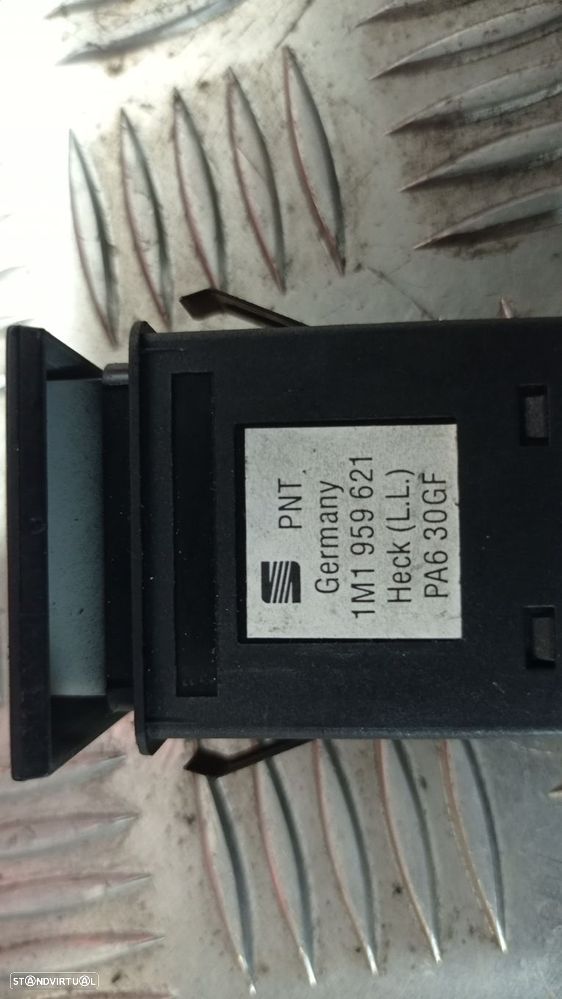 PNT
Germany
1M1 959 621
Heck (L.L.)
PA6 30GF
STANDVIRTUAL